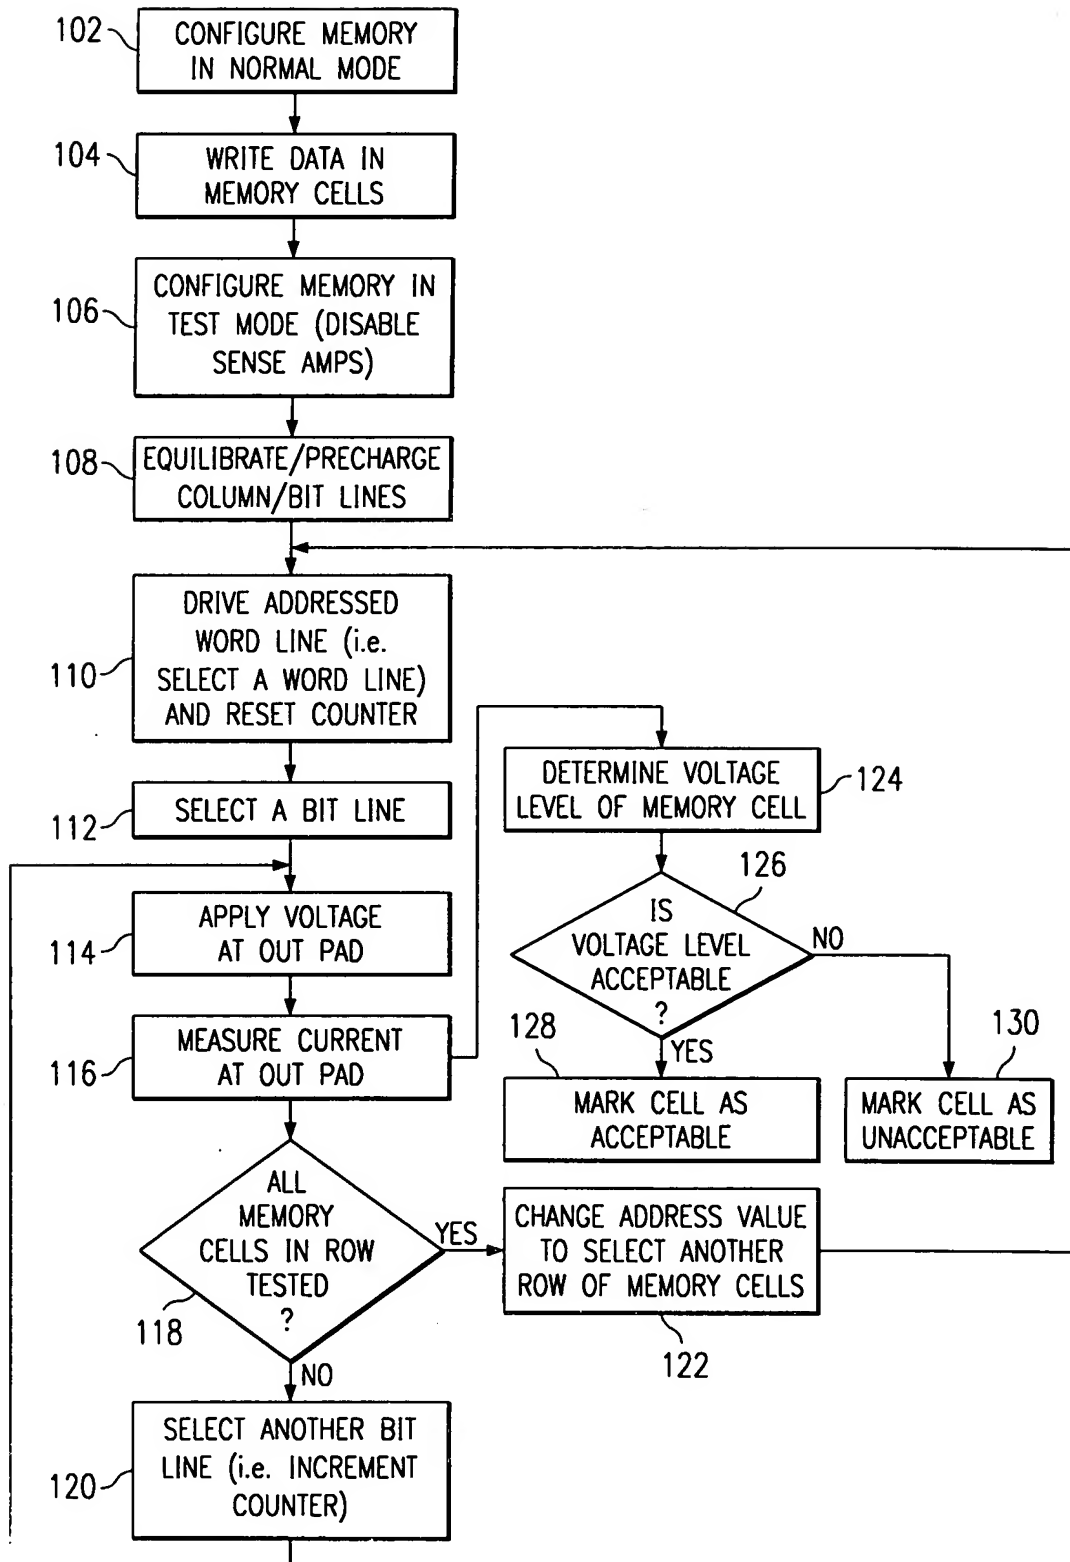 102
CONFIGURE MEMORY
IN NORMAL MODE
104
WRITE DATA IN
MEMORY CELLS
106
CONFIGURE MEMORY IN
TEST MODE (DISABLE
SENSE AMPS)
108
EQUILIBRATE/PRECHARGE
COLUMN/BIT LINES
110
DRIVE ADDRESSED
WORD LINE (i.e.
SELECT A WORD LINE)
AND RESET COUNTER
112
SELECT A BIT LINE
114
APPLY VOLTAGE
AT OUT PAD
116
MEASURE CURRENT
AT OUT PAD
124
DETERMINE VOLTAGE
LEVEL OF MEMORY CELL
126
IS
VOLTAGE LEVEL
ACCEPTABLE
?
NO
YES
128
MARK CELL AS
ACCEPTABLE
130
MARK CELL AS
UNACCEPTABLE
118
ALL
MEMORY
CELLS IN ROW
TESTED
?
YES
CHANGE ADDRESS VALUE
TO SELECT ANOTHER
ROW OF MEMORY CELLS
122
NO
120
SELECT ANOTHER BIT
LINE (i.e. INCREMENT
COUNTER)